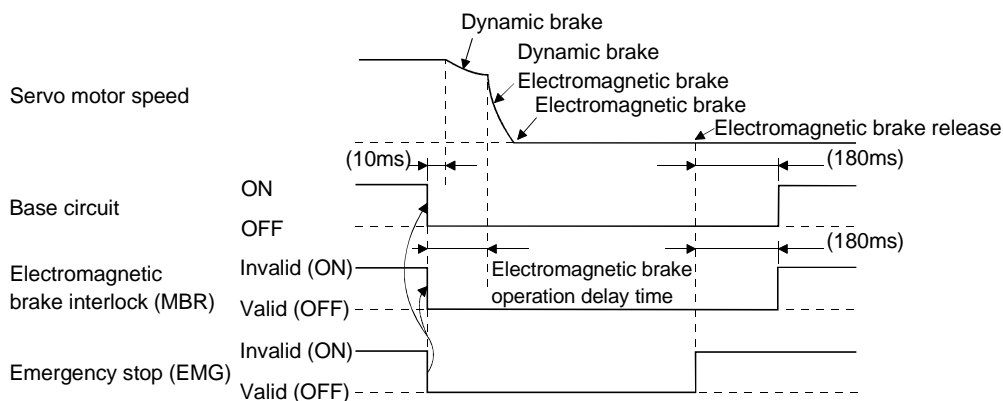 Dynamic brake
Dynamic brake
Electromagnetic brake
Electromagnetic brake
Servo motor speed
Electromagnetic brake release
(10ms)
(180ms)
ON
Base circuit
OFF
(180ms)
Invalid (ON)
Electromagnetic
brake interlock (MBR)
Electromagnetic brake
operation delay time
Valid (OFF)
Invalid (ON)
Emergency stop (EMG)
Valid (OFF)